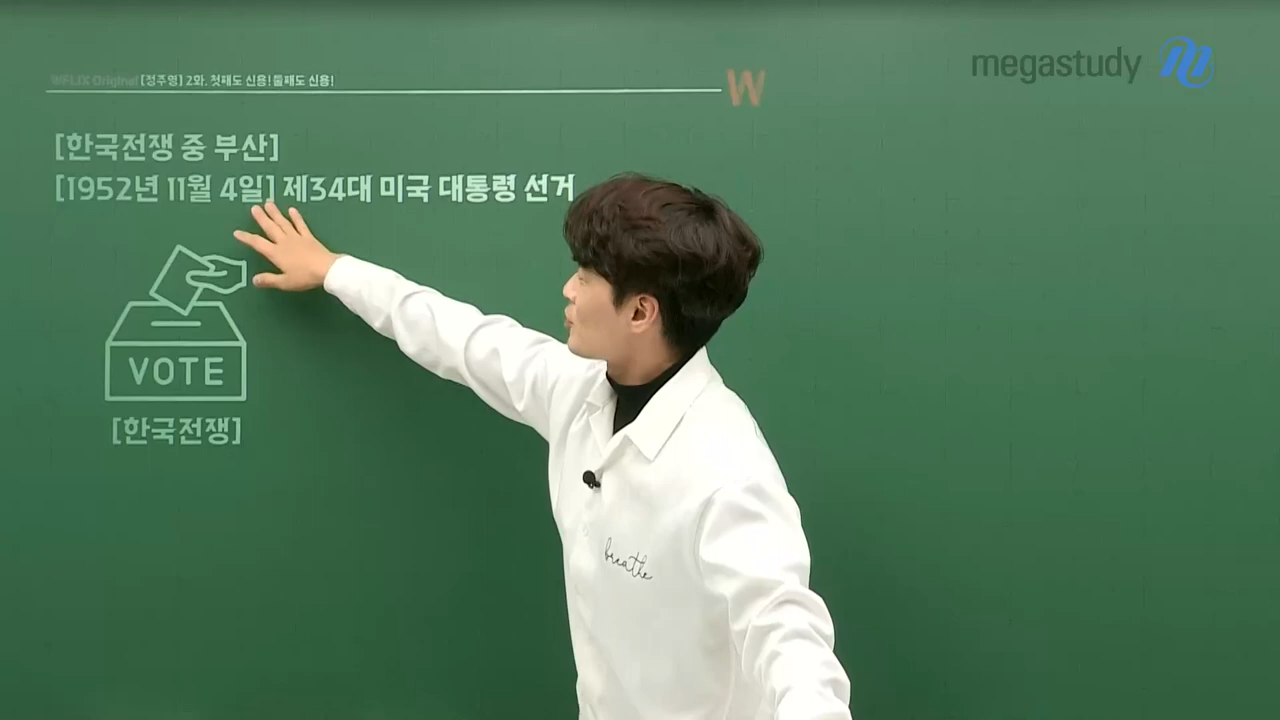 WFLIX Original [정주영] 2화. 첫째도 신용! 둘째도 신용!
W
megastudy
[한국전쟁 중 부산]
[1952년 11월 4일] 제34대 미국 대통령 선거
VOTE
[한국전쟁]
breathe